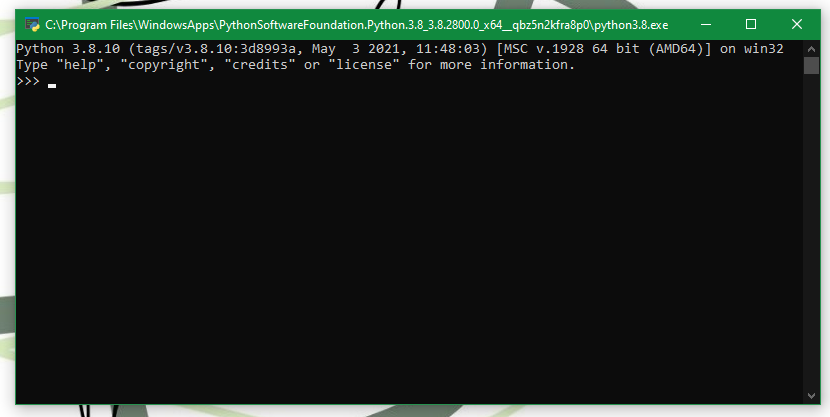 C:\Program Files\WindowsApps\PythonSoftwareFoundation.Python.3.8_3.8.2800.0_x64__qbz5n2kfra8p0\python3.8.exe
Python 3.8.10 (tags/v3.8.10:3d8993a, May  3 2021, 11:48:03) [MSC v.1928 64 bit (AMD64)] on win32
Type "help", "copyright", "credits" or "license" for more information.
>>>